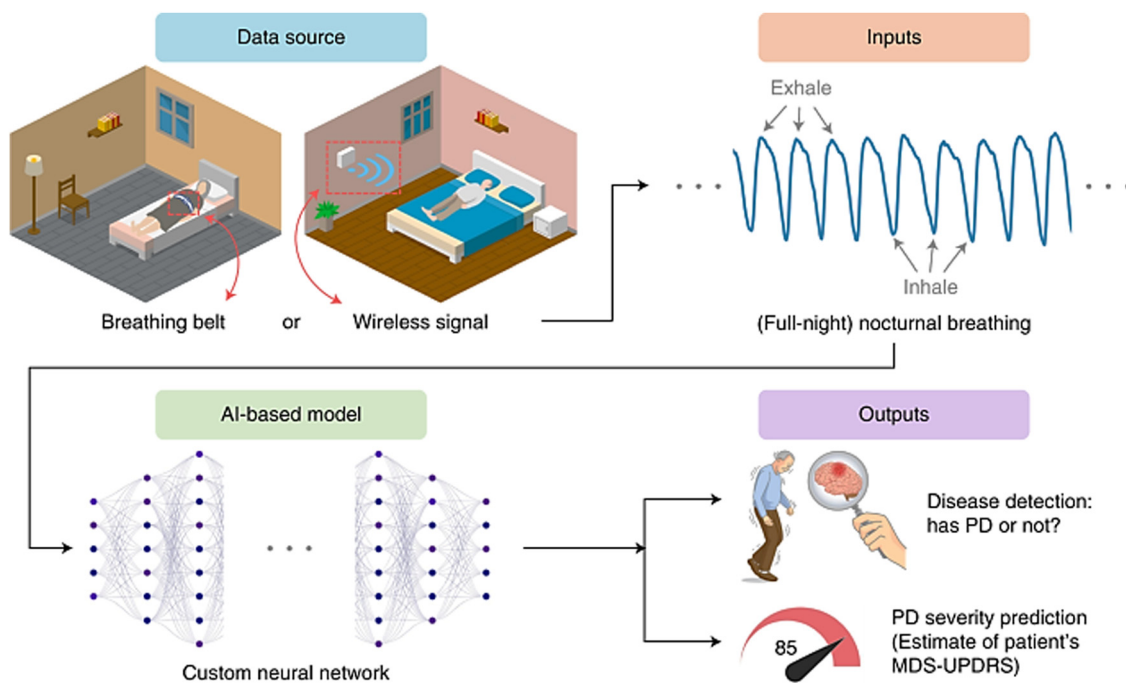 Data source
Inputs
Exhale
Inhale
Breathing belt or Wireless signal
(Full-night) nocturnal breathing
AI-based model
Outputs
Disease detection:
has PD or not?
PD severity prediction
(Estimate of patient's
MDS-UPDRS)
85
Custom neural network